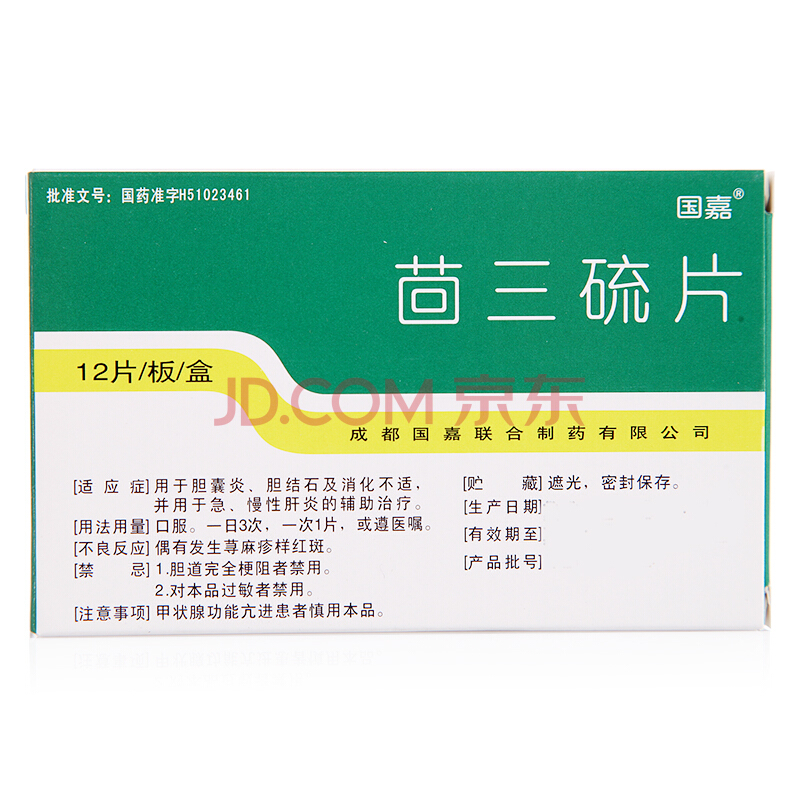 批准文号：国药准字H51023461
国嘉®
茴三硫片
12片/板/盒
JD.COM 京东
成都国嘉联合制药有限公司
[适应症]用于胆囊炎、胆结石及消化不适，
并用于急、慢性肝炎的辅助治疗。
[用法用量]口服。一日3次，一次1片，或遵医嘱。
[不良反应]偶有发生荨麻疹样红斑。
[禁忌]1.胆道完全梗阻者禁用。
2.对本品过敏者禁用。
[注意事项]甲状腺功能亢进患者慎用本品。
[贮藏]遮光，密封保存。
[生产日期]
[有效期至]
[产品批号]